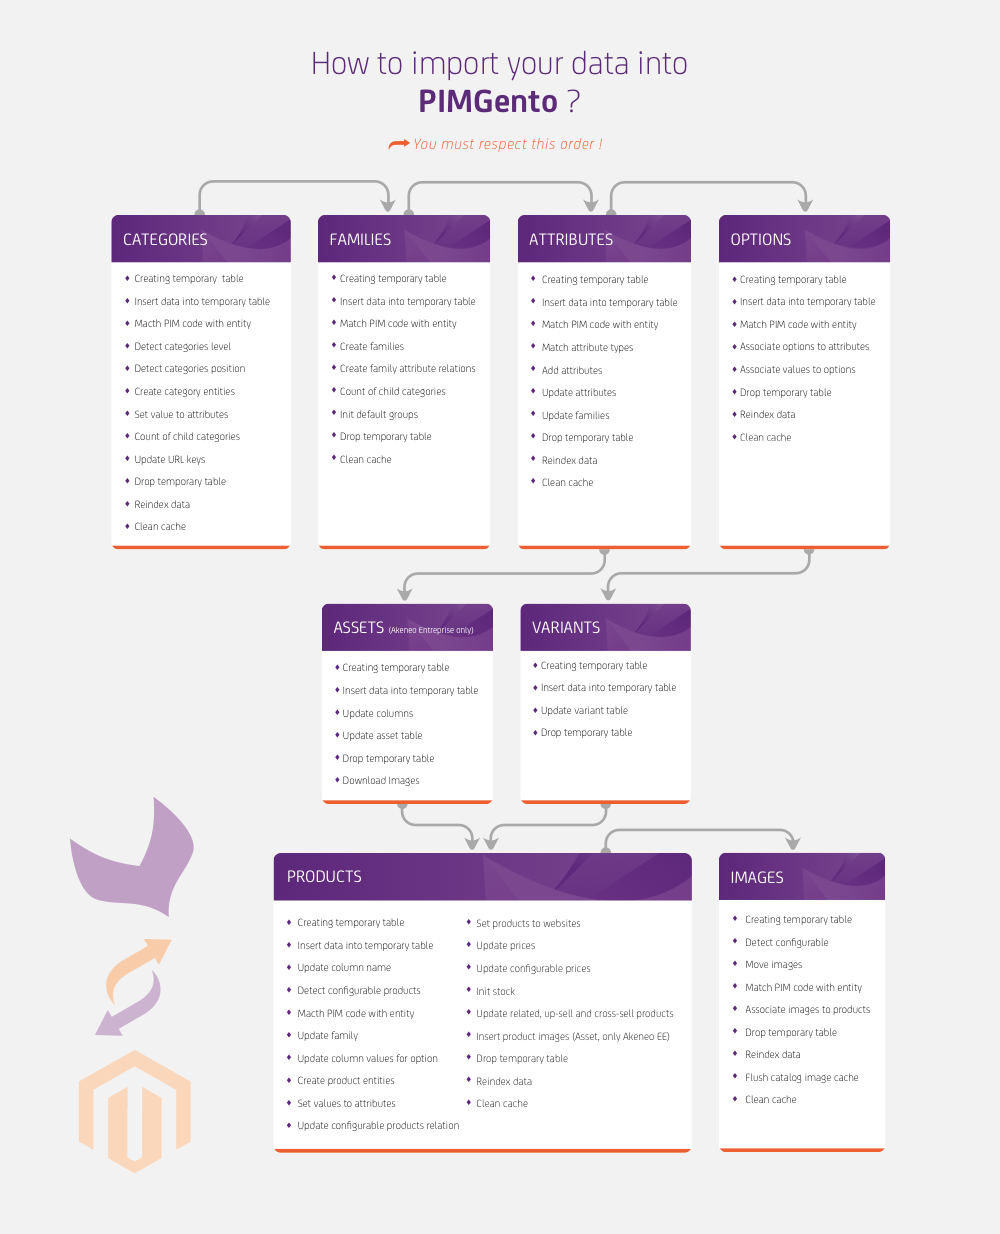 How to import your data into
PIMGento ?
You must respect this order !
CATEGORIES
Creating temporary table
Insert data into temporary table
Macth PIM code with entity
Detect categories level
Detect categories position
Create category entities
Set value to attributes
Count of child categories
Update URL keys
Drop temporary table
Reindex data
Clean cache
FAMILIES
Creating temporary table
Insert data into temporary table
Match PIM code with entity
Create families
Create family attribute relations
Count of child categories
Init default groups
Drop temporary table
Clean cache
ATTRIBUTES
Creating temporary table
Insert data into temporary table
Match PIM code with entity
Match attribute types
Add attributes
Update attributes
Update families
Drop temporary table
Reindex data
Clean cache
OPTIONS
Creating temporary table
Insert data into temporary table
Match PIM code with entity
Associate options to attributes
Associate values to options
Drop temporary table
Reindex data
Clean cache
ASSETS (Akeneo Entreprise only)
Creating temporary table
Insert data into temporary table
Update columns
Update asset table
Drop temporary table
Download Images
VARIANTS
Creating temporary table
Insert data into temporary table
Update variant table
Drop temporary table
PRODUCTS
Creating temporary table
Insert data into temporary table
Update column name
Detect configurable products
Macth PIM code with entity
Update family
Update column values for option
Create product entities
Set values to attributes
Update configurable products relation
Set products to websites
Update prices
Update configurable prices
Init stock
Update related, up-sell and cross-sell products
Insert product images (Asset, only Akeneo EE)
Drop temporary table
Reindex data
Clean cache
IMAGES
Creating temporary table
Detect configurable
Move images
Match PIM code with entity
Associate images to products
Drop temporary table
Reindex data
Flush catalog image cache
Clean cache